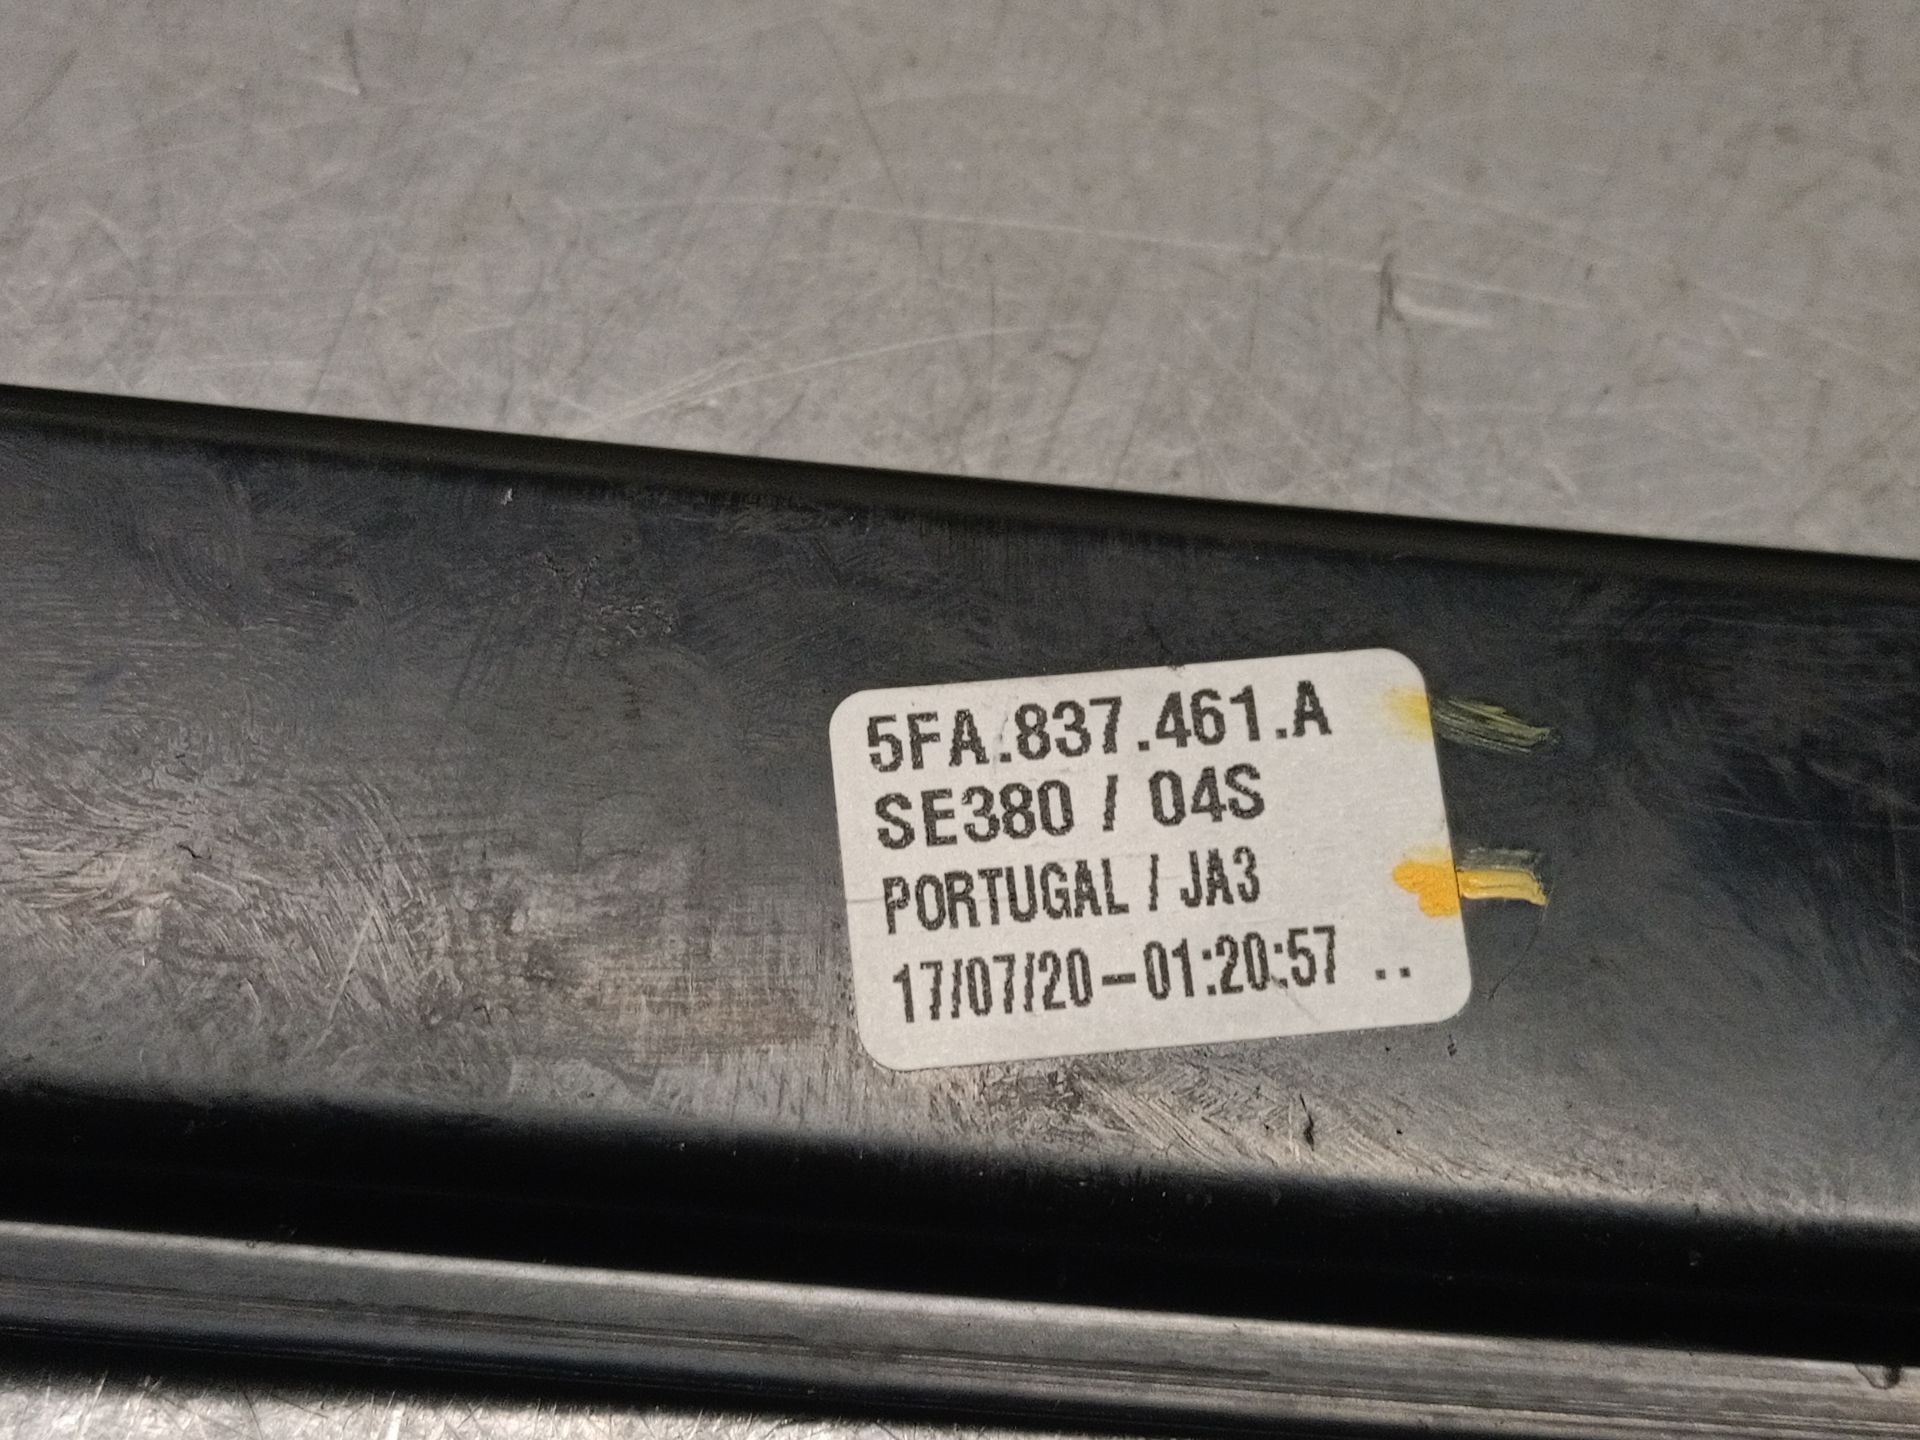 5FA.837.461.A
SE380 / 04S
PORTUGAL / JA3
17/07/20-01:20:57 ..